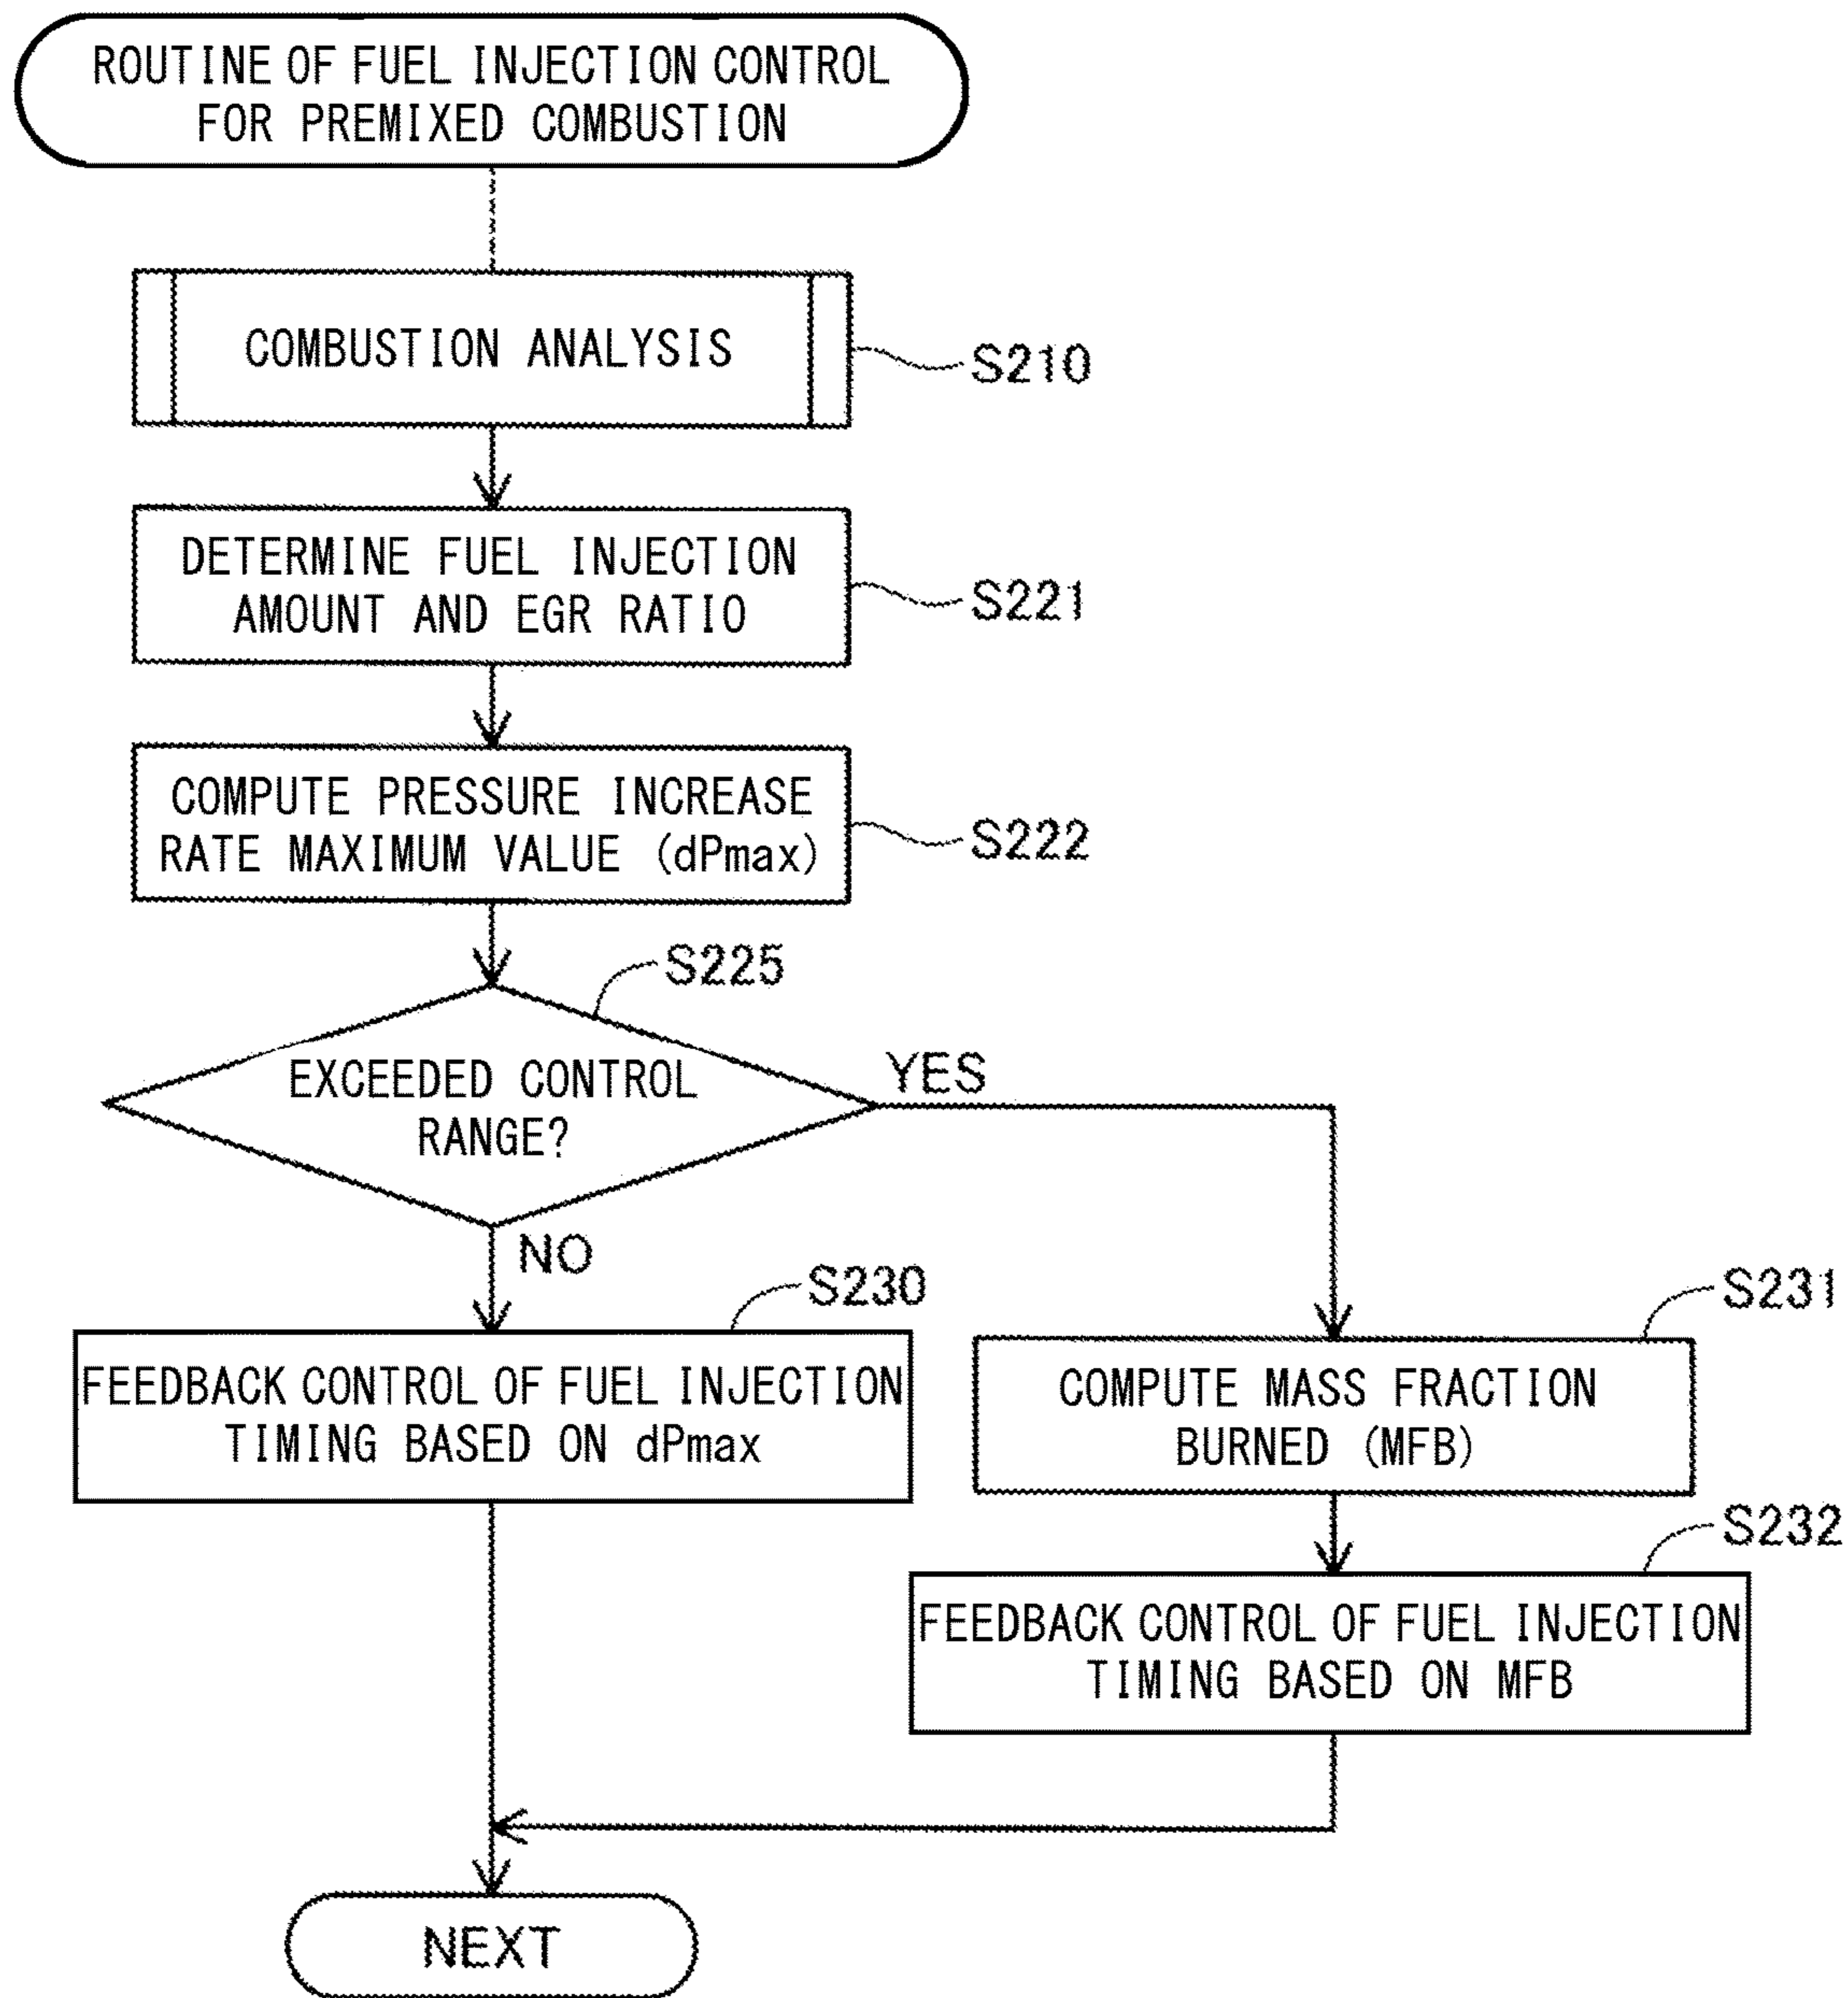 ROUTINE OF FUEL INJECTION CONTROL
FOR PREMIXED COMBUSTION
COMBUSTION ANALYSIS
S210
DETERMINE FUEL INJECTION
AMOUNT AND EGR RATIO
S221
COMPUTE PRESSURE INCREASE
RATE MAXIMUM VALUE (dPmax)
S222
S225
EXCEEDED CONTROL
RANGE?
YES
NO
S230
FEEDBACK CONTROL OF FUEL INJECTION
TIMING BASED ON dPmax
S231
COMPUTE MASS FRACTION
BURNED (MFB)
S232
FEEDBACK CONTROL OF FUEL INJECTION
TIMING BASED ON MFB
NEXT